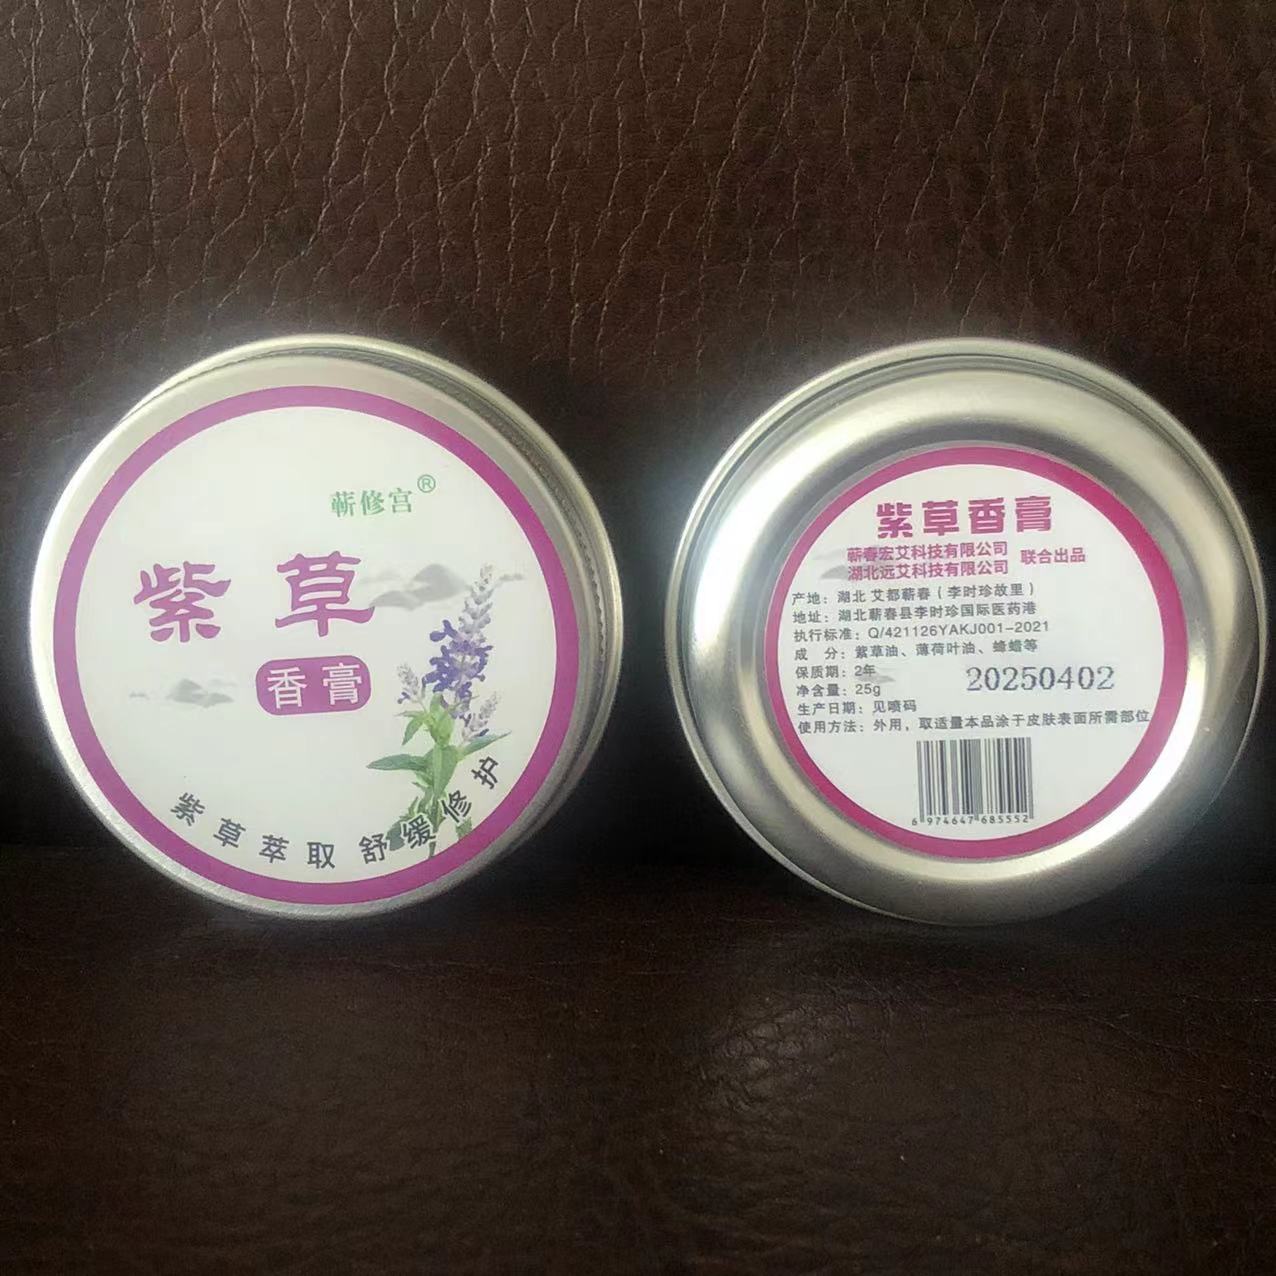 蕲修宫®
紫草
香膏
紫草萃取 舒缓修护
紫草香膏
蕲春宏艾科技有限公司
湖北远艾科技有限公司
联合出品
产地：湖北 艾都蕲春（李时珍故里）
地址：湖北蕲春县李时珍国际医药港
执行标准：Q/421126YAKJ001-2021
成 分：紫草油、薄荷叶油、蜂蜡等
保质期：2年
净含量：25g
20250402
生产日期：见喷码
使用方法：外用，取适量本品涂于皮肤表面所需部位
6 974647 685552